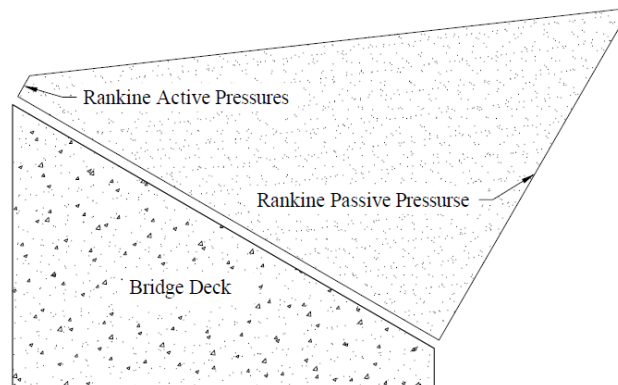 Rankine Active Pressures
Rankine Passive Pressurse
Bridge Deck